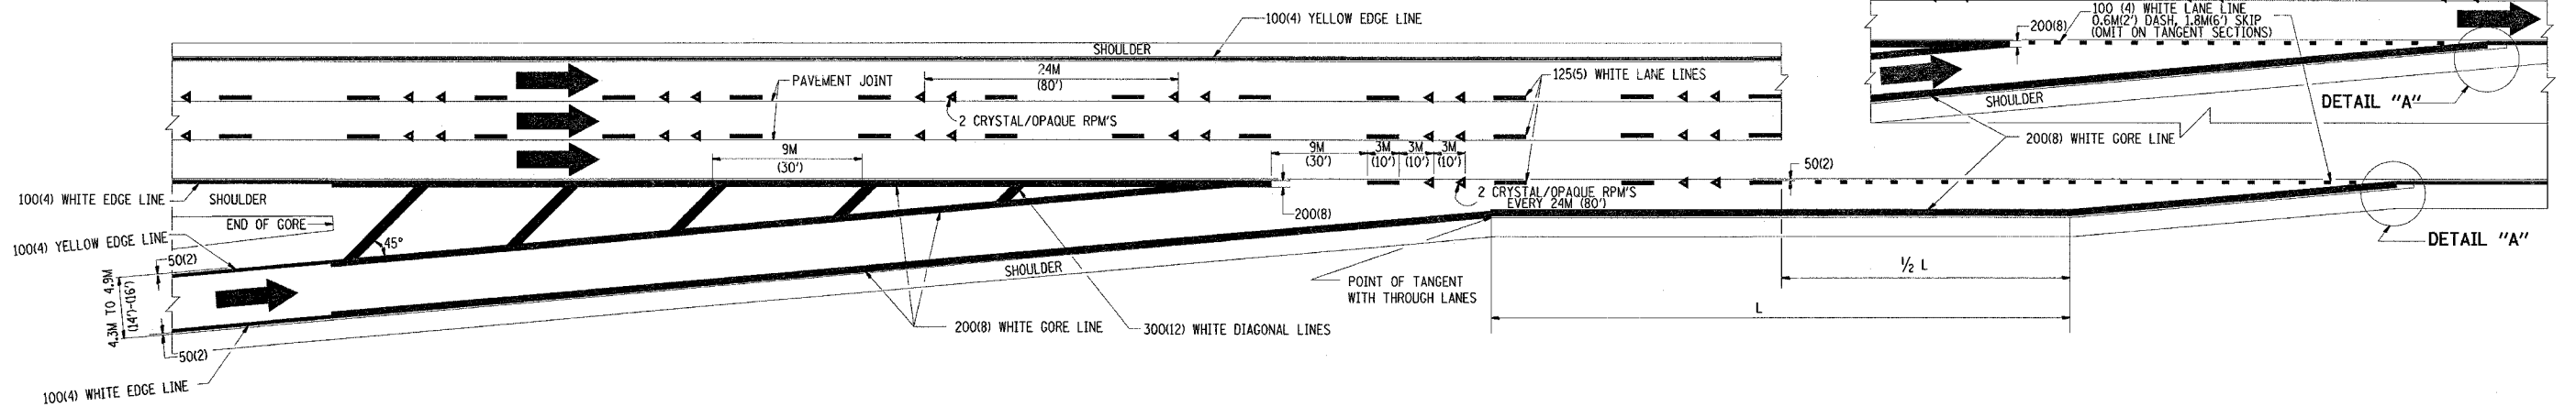 100(4) YELLOW EDGE LINE
SHOULDER
24M
(80')
PAVEMENT JOINT
125(5) WHITE LANE LINES
2 CRYSTAL/OPAQUE RPM'S
9M
(30')
9M
(30')
3M
(10')
3M
(10')
3M
(10')
100(4) WHITE EDGE LINE
SHOULDER
END OF GORE
100(4) YELLOW EDGE LINE
50(2)
45°
4.3M TO 4.9M
(14')-(16')
50(2)
100(4) WHITE EDGE LINE
200(8)
2 CRYSTAL/OPAQUE RPM'S
EVERY 24M (80')
SHOULDER
200(8) WHITE GORE LINE
300(12) WHITE DIAGONAL LINES
POINT OF TANGENT
WITH THROUGH LANES
½ L
L
50(2)
200(8)
100 (4) WHITE LANE LINE
0.6M(2') DASH, 1.8M(6') SKIP
(OMIT ON TANGENT SECTIONS)
SHOULDER
DETAIL "A"
200(8) WHITE GORE LINE
DETAIL "A"